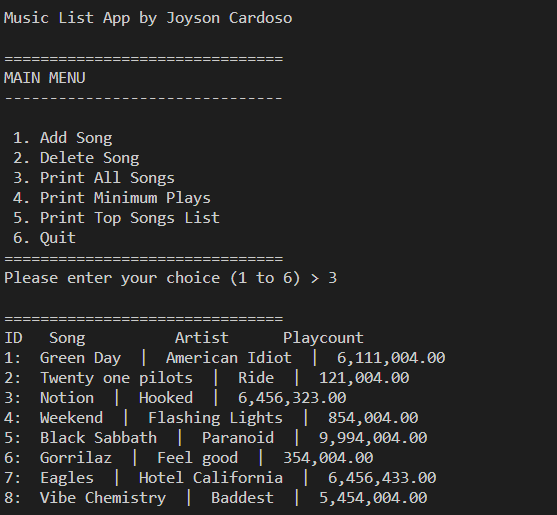 Music List App by Joyson Cardoso
===============================
MAIN MENU
-------------------------------
1. Add Song
2. Delete Song
3. Print All Songs
4. Print Minimum Plays
5. Print Top Songs List
6. Quit
===============================
Please enter your choice (1 to 6) > 3
===============================
ID   Song          Artist      Playcount
1:  Green Day  |  American Idiot  |  6,111,004.00
2:  Twenty one pilots  |  Ride  |  121,004.00
3:  Notion  |  Hooked  |  6,456,323.00
4:  Weekend  |  Flashing Lights  |  854,004.00
5:  Black Sabbath  |  Paranoid  |  9,994,004.00
6:  Gorrilaz  |  Feel good  |  354,004.00
7:  Eagles  |  Hotel California  |  6,456,433.00
8:  Vibe Chemistry  |  Baddest  |  5,454,004.00